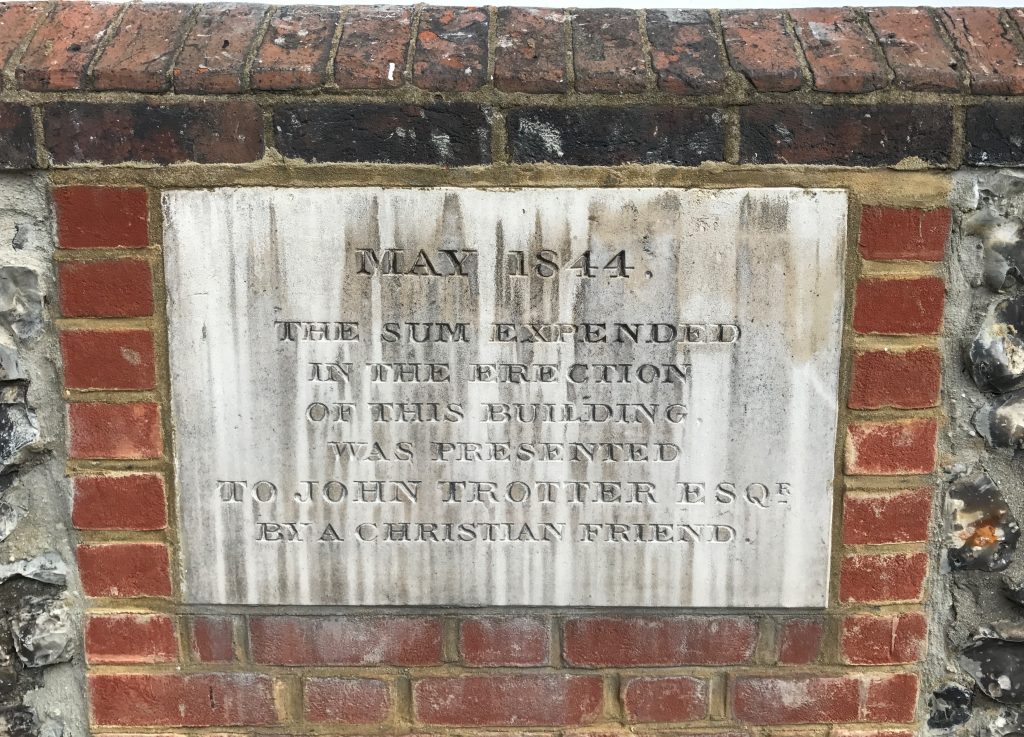 MAY 1844.
THE SUM EXPENDED
IN THE ERECTION
OF THIS BUILDING,
WAS PRESENTED
TO JOHN TROTTER ESQR
BY A CHRISTIAN FRIEND.